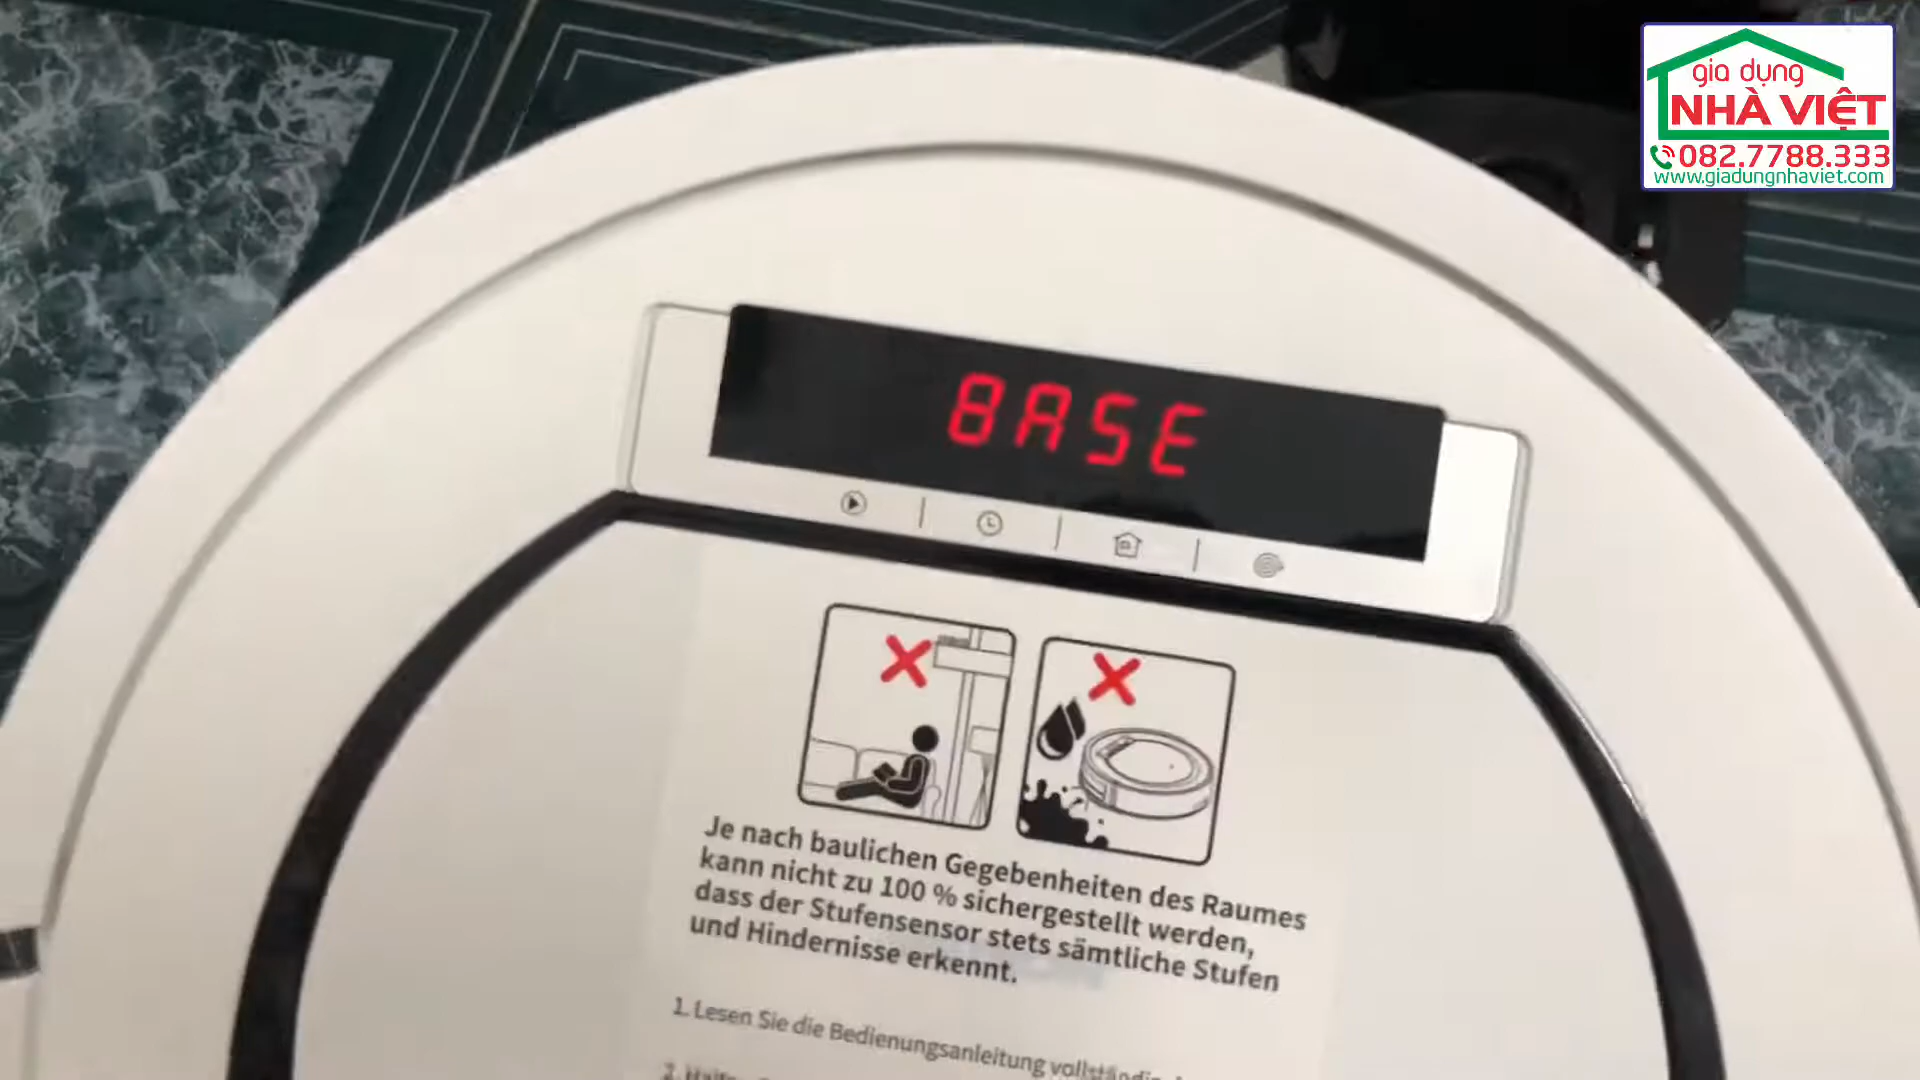 gia dụng
NHÀ VIỆT
082.7788.333
www.giadungnhaviet.com
BASE
Je nach baulichen Gegebenheiten des Raumes
kann nicht zu 100 % sichergestellt werden,
dass der Stufensensor stets sämtliche Stufen
und Hindernisse erkennt.
1. Lesen Sie die Bedienungsanleitung
2.